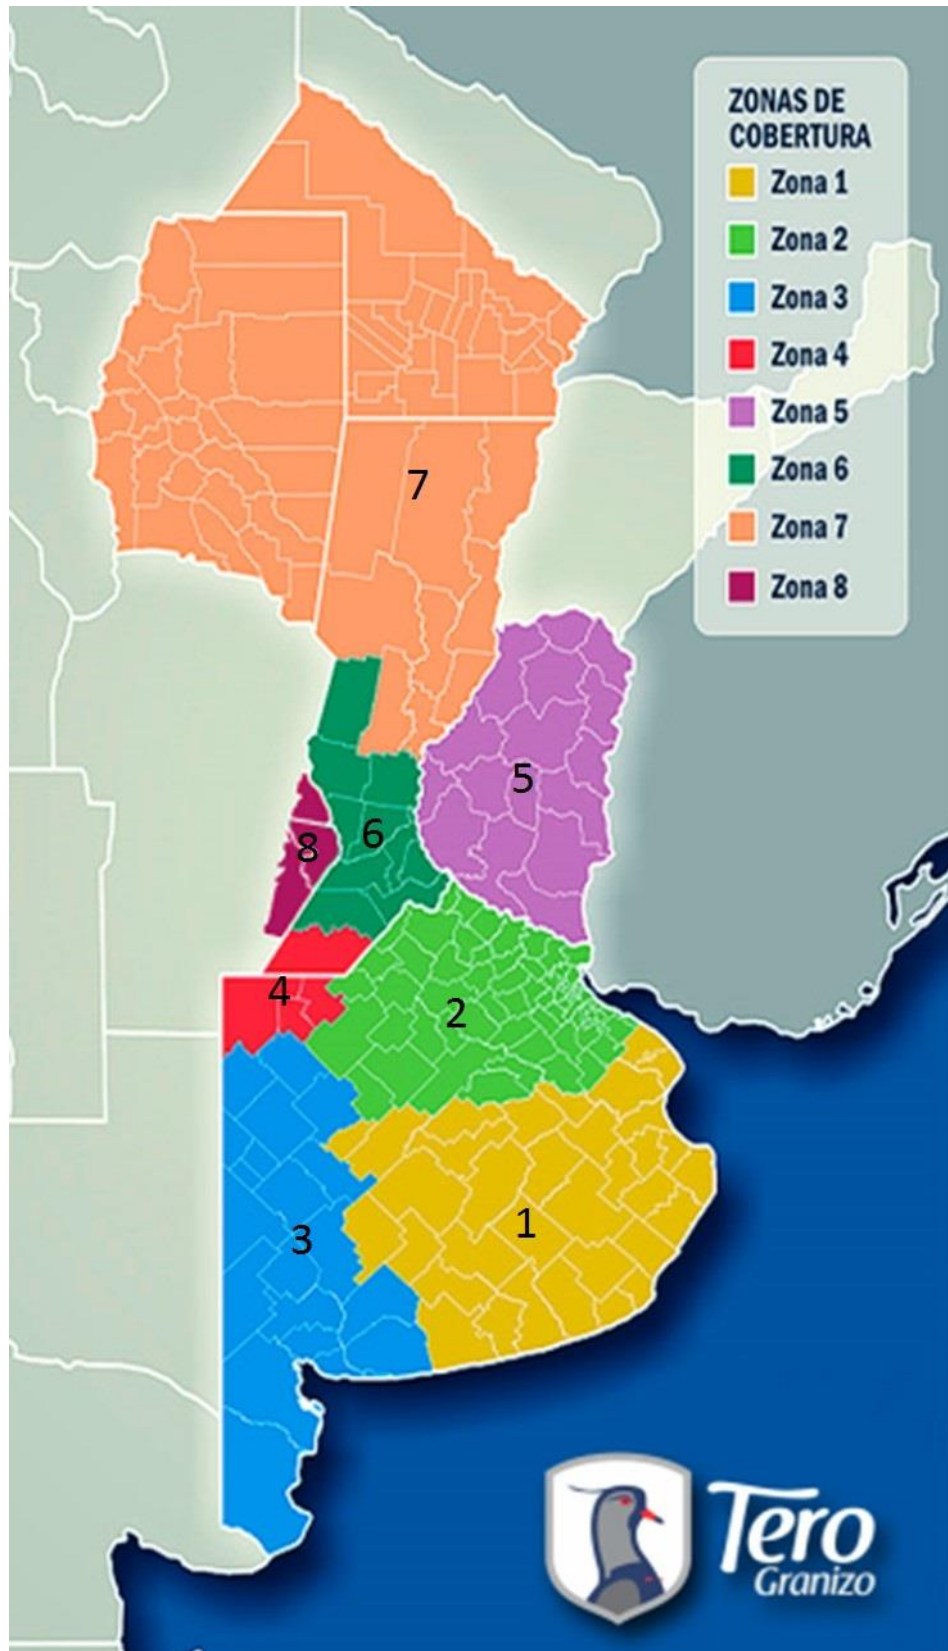 ZONAS DE
COBERTURA
Zona 1
Zona 2
Zona 3
Zona 4
Zona 5
Zona 6
Zona 7
Zona 8
7
5
6
8
4
2
1
3
Tero
Granizo